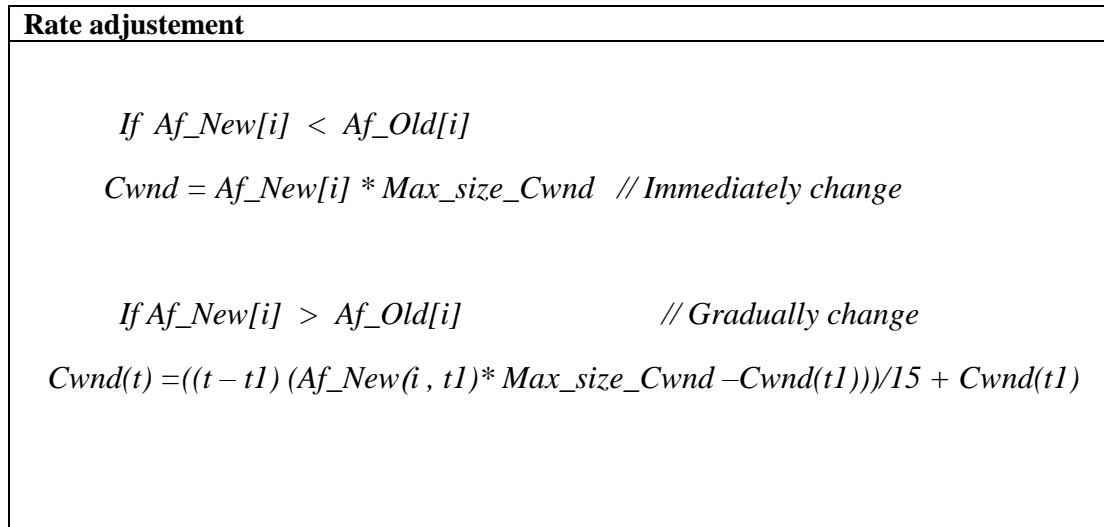 Rate adjustement
If Af_New[i] < Af_Old[i]
Cwnd = Af_New[i] * Max_size_Cwnd // Immediately change
If Af_New[i] > Af_Old[i] // Gradually change
Cwnd(t) =((t – t1) (Af_New(i , t1)* Max_size_Cwnd –Cwnd(t1)))/15 + Cwnd(t1)